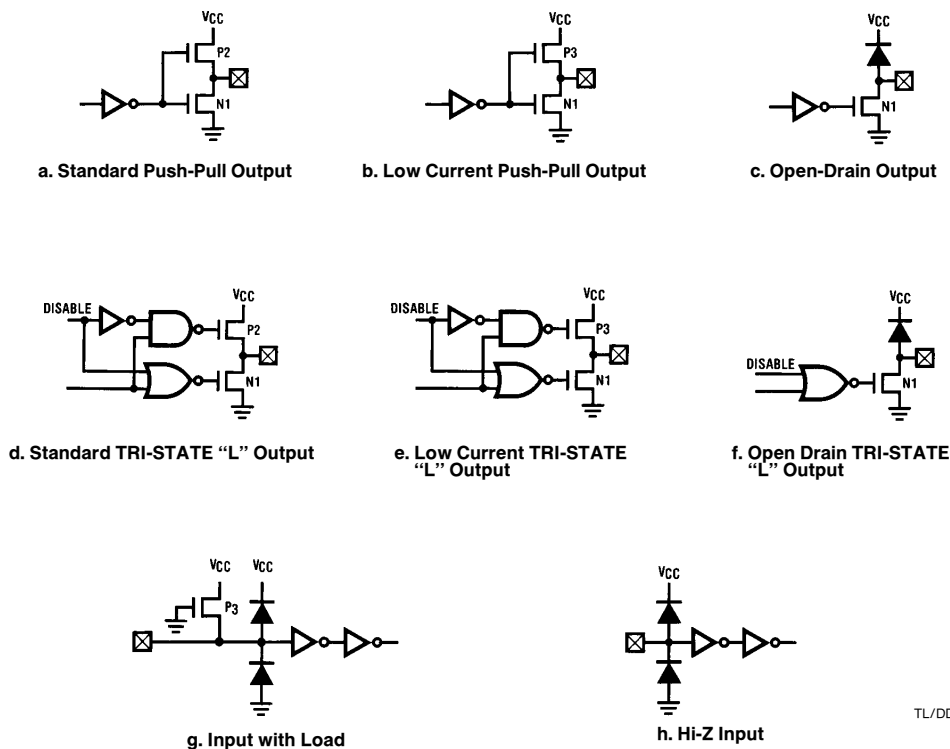 VCC
P2
N1
a. Standard Push-Pull Output
VCC
P3
N1
b. Low Current Push-Pull Output
VCC
N1
c. Open-Drain Output
DISABLE
VCC
P2
N1
d. Standard TRI-STATE “L” Output
DISABLE
VCC
P3
N1
e. Low Current TRI-STATE
“L” Output
VCC
DISABLE
N1
f. Open Drain TRI-STATE
“L” Output
VCC
VCC
P3
g. Input with Load
VCC
h. Hi-Z Input
TL/DD